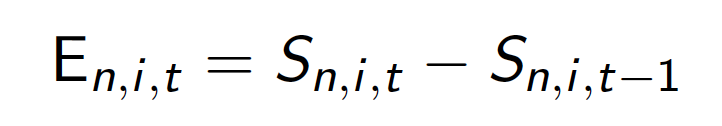 E_{n,i,t} = S_{n,i,t} − S_{n,i,t−1}